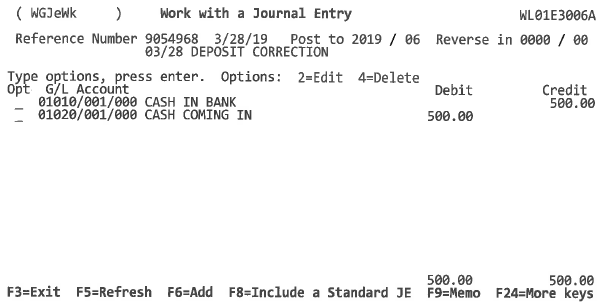 ( WGJeWk ) Work with a Journal Entry WL01E3006A
Reference Number 9054968 3/28/19 Post to 2019 / 06 Reverse in 0000 / 00
03/28 DEPOSIT CORRECTION
Type options, press enter. Options: 2=Edit 4=Delete
Opt G/L Account Debit Credit
_ 01010/001/000 CASH IN BANK 500.00
_ 01020/001/000 CASH COMING IN 500.00
500.00 500.00
F3=Exit F5=Refresh F6=Add F8=Include a Standard JE F9=Memo F24=More keys